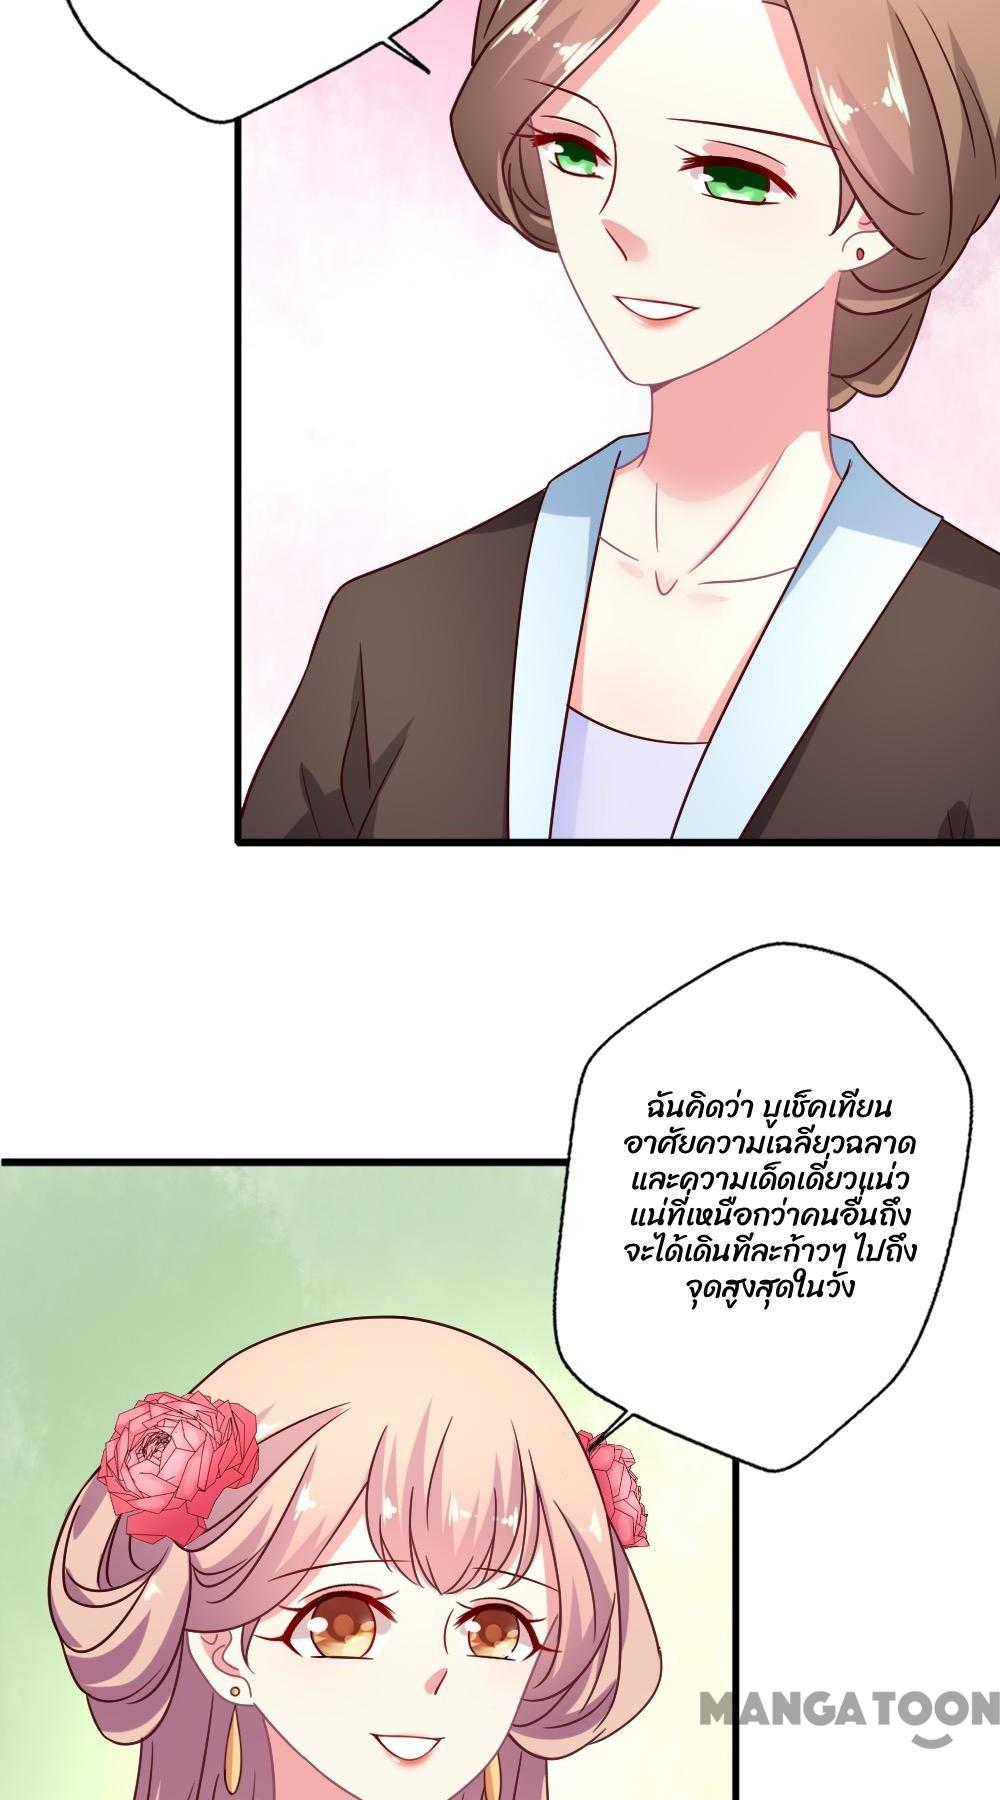 ฉันคิดว่า บูเช็คเทียน
อาศัยความเฉลียวฉลาด
และความเด็ดเดี่ยวแน่ว
แน่ที่เหนือกว่าคนอื่นถึง
จะได้เดินทีละก้าวๆ ไปถึง
จุดสูงสุดในวัง
MANGATOON